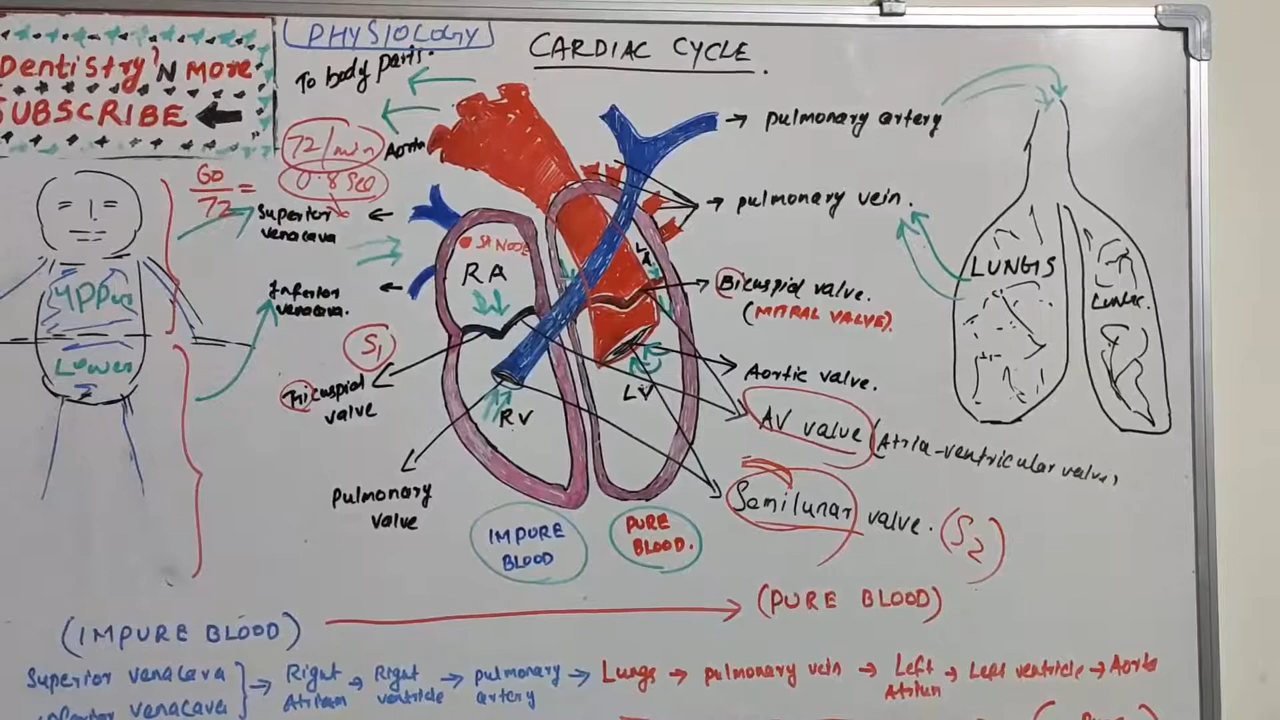 PHYSIOLOGY
CARDIAC CYCLE
Dentistry'N more
SUBSCRIBE
To body parts.
72/min
Aorta
60
72
=
0.8 Sec
Superior
venacava
Inferior
venacava.
Upper
Lower
SA NODE
RA
LA
S1
Tricuspid
valve
RV
LV
pulmonary
valve
IMPURE
BLOOD
PURE
BLOOD.
pulmonary artery
pulmonary vein.
Bicuspid valve.
(MITRAL VALVE).
Aortic valve.
AV valve (Atria-ventricular valve)
Semilunar valve. (S2)
LUNGS
(IMPURE BLOOD) → (PURE BLOOD)
Superior venacava
Inferior venacava
→ Right
Atrium
→ Right
ventricle
→ pulmonary
artery
→ Lungs → pulmonary vein → Left
Atrium
→ Left ventricle → Aorta